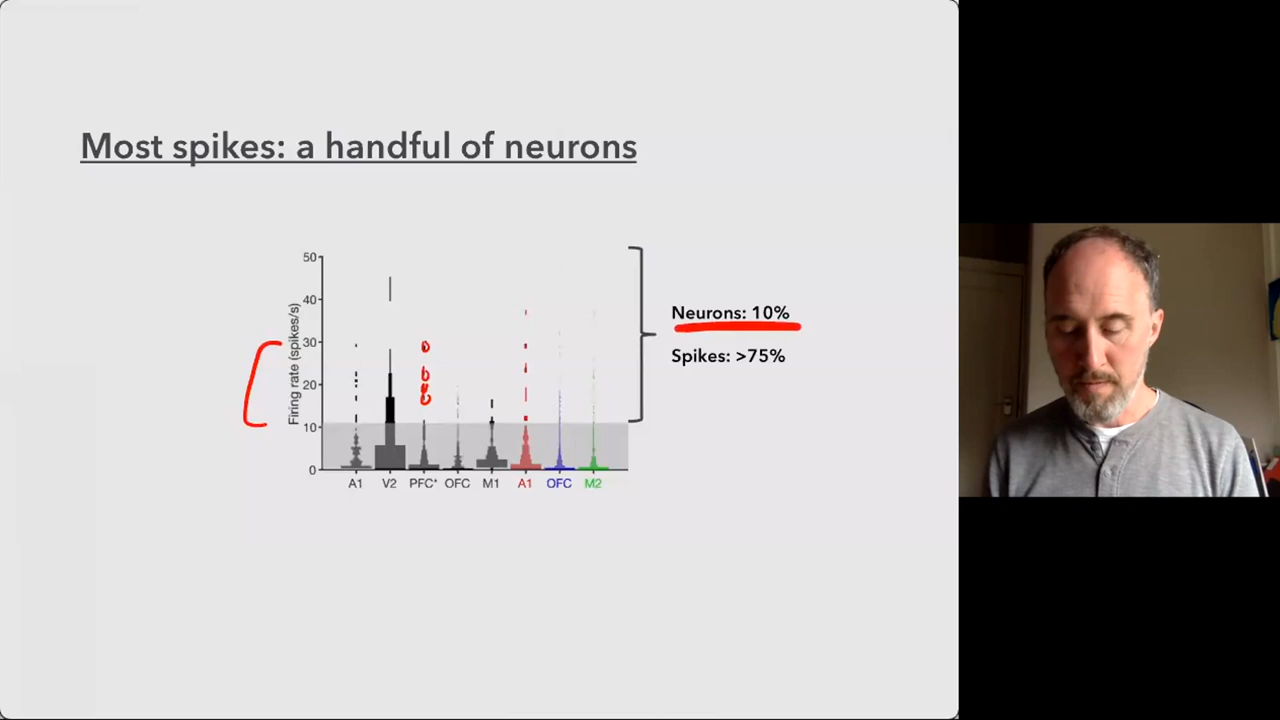 Most spikes: a handful of neurons
50
40
30
20
10
0
Firing rate (spikes/s)
A1 V2 PFC* OFC M1 A1 OFC M2
Neurons: 10%
Spikes: >75%